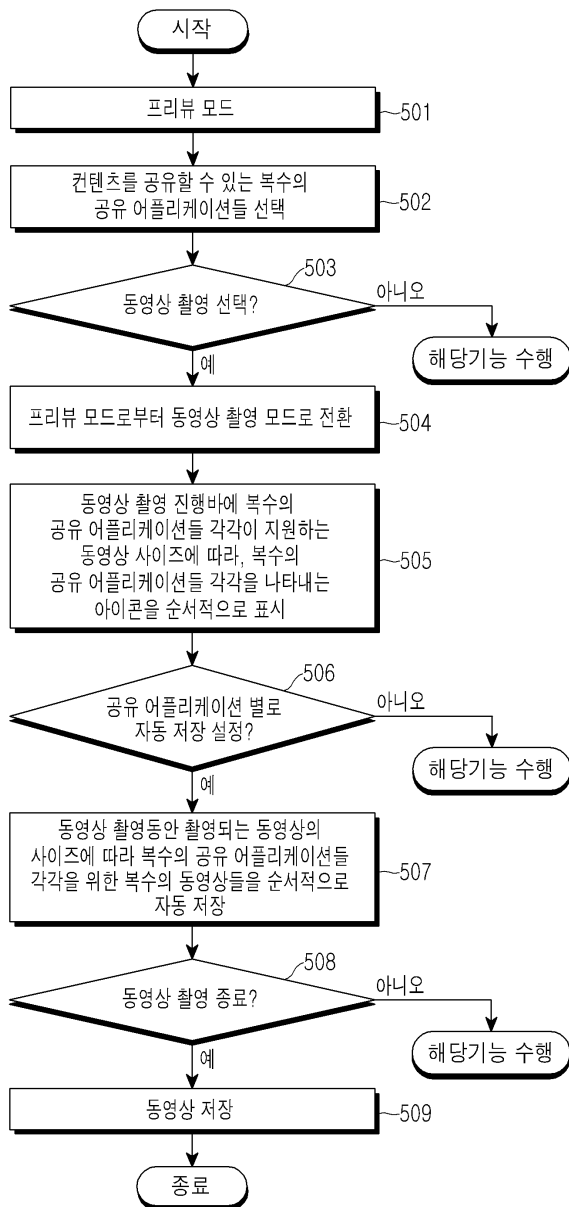 시작
프리뷰 모드
501
컨텐츠를 공유할 수 있는 복수의
공유 어플리케이션들 선택
502
503
동영상 촬영 선택?
아니오
해당기능 수행
예
프리뷰 모드로부터 동영상 촬영 모드로 전환
504
동영상 촬영 진행바에 복수의
공유 어플리케이션들 각각이 지원하는
동영상 사이즈에 따라, 복수의
공유 어플리케이션들 각각을 나타내는
아이콘을 순서적으로 표시
505
506
공유 어플리케이션 별로
자동 저장 설정?
아니오
해당기능 수행
예
동영상 촬영동안 촬영되는 동영상의
사이즈에 따라 복수의 공유 어플리케이션들
각각을 위한 복수의 동영상들을 순서적으로
자동 저장
507
508
동영상 촬영 종료?
아니오
해당기능 수행
예
동영상 저장
509
종료